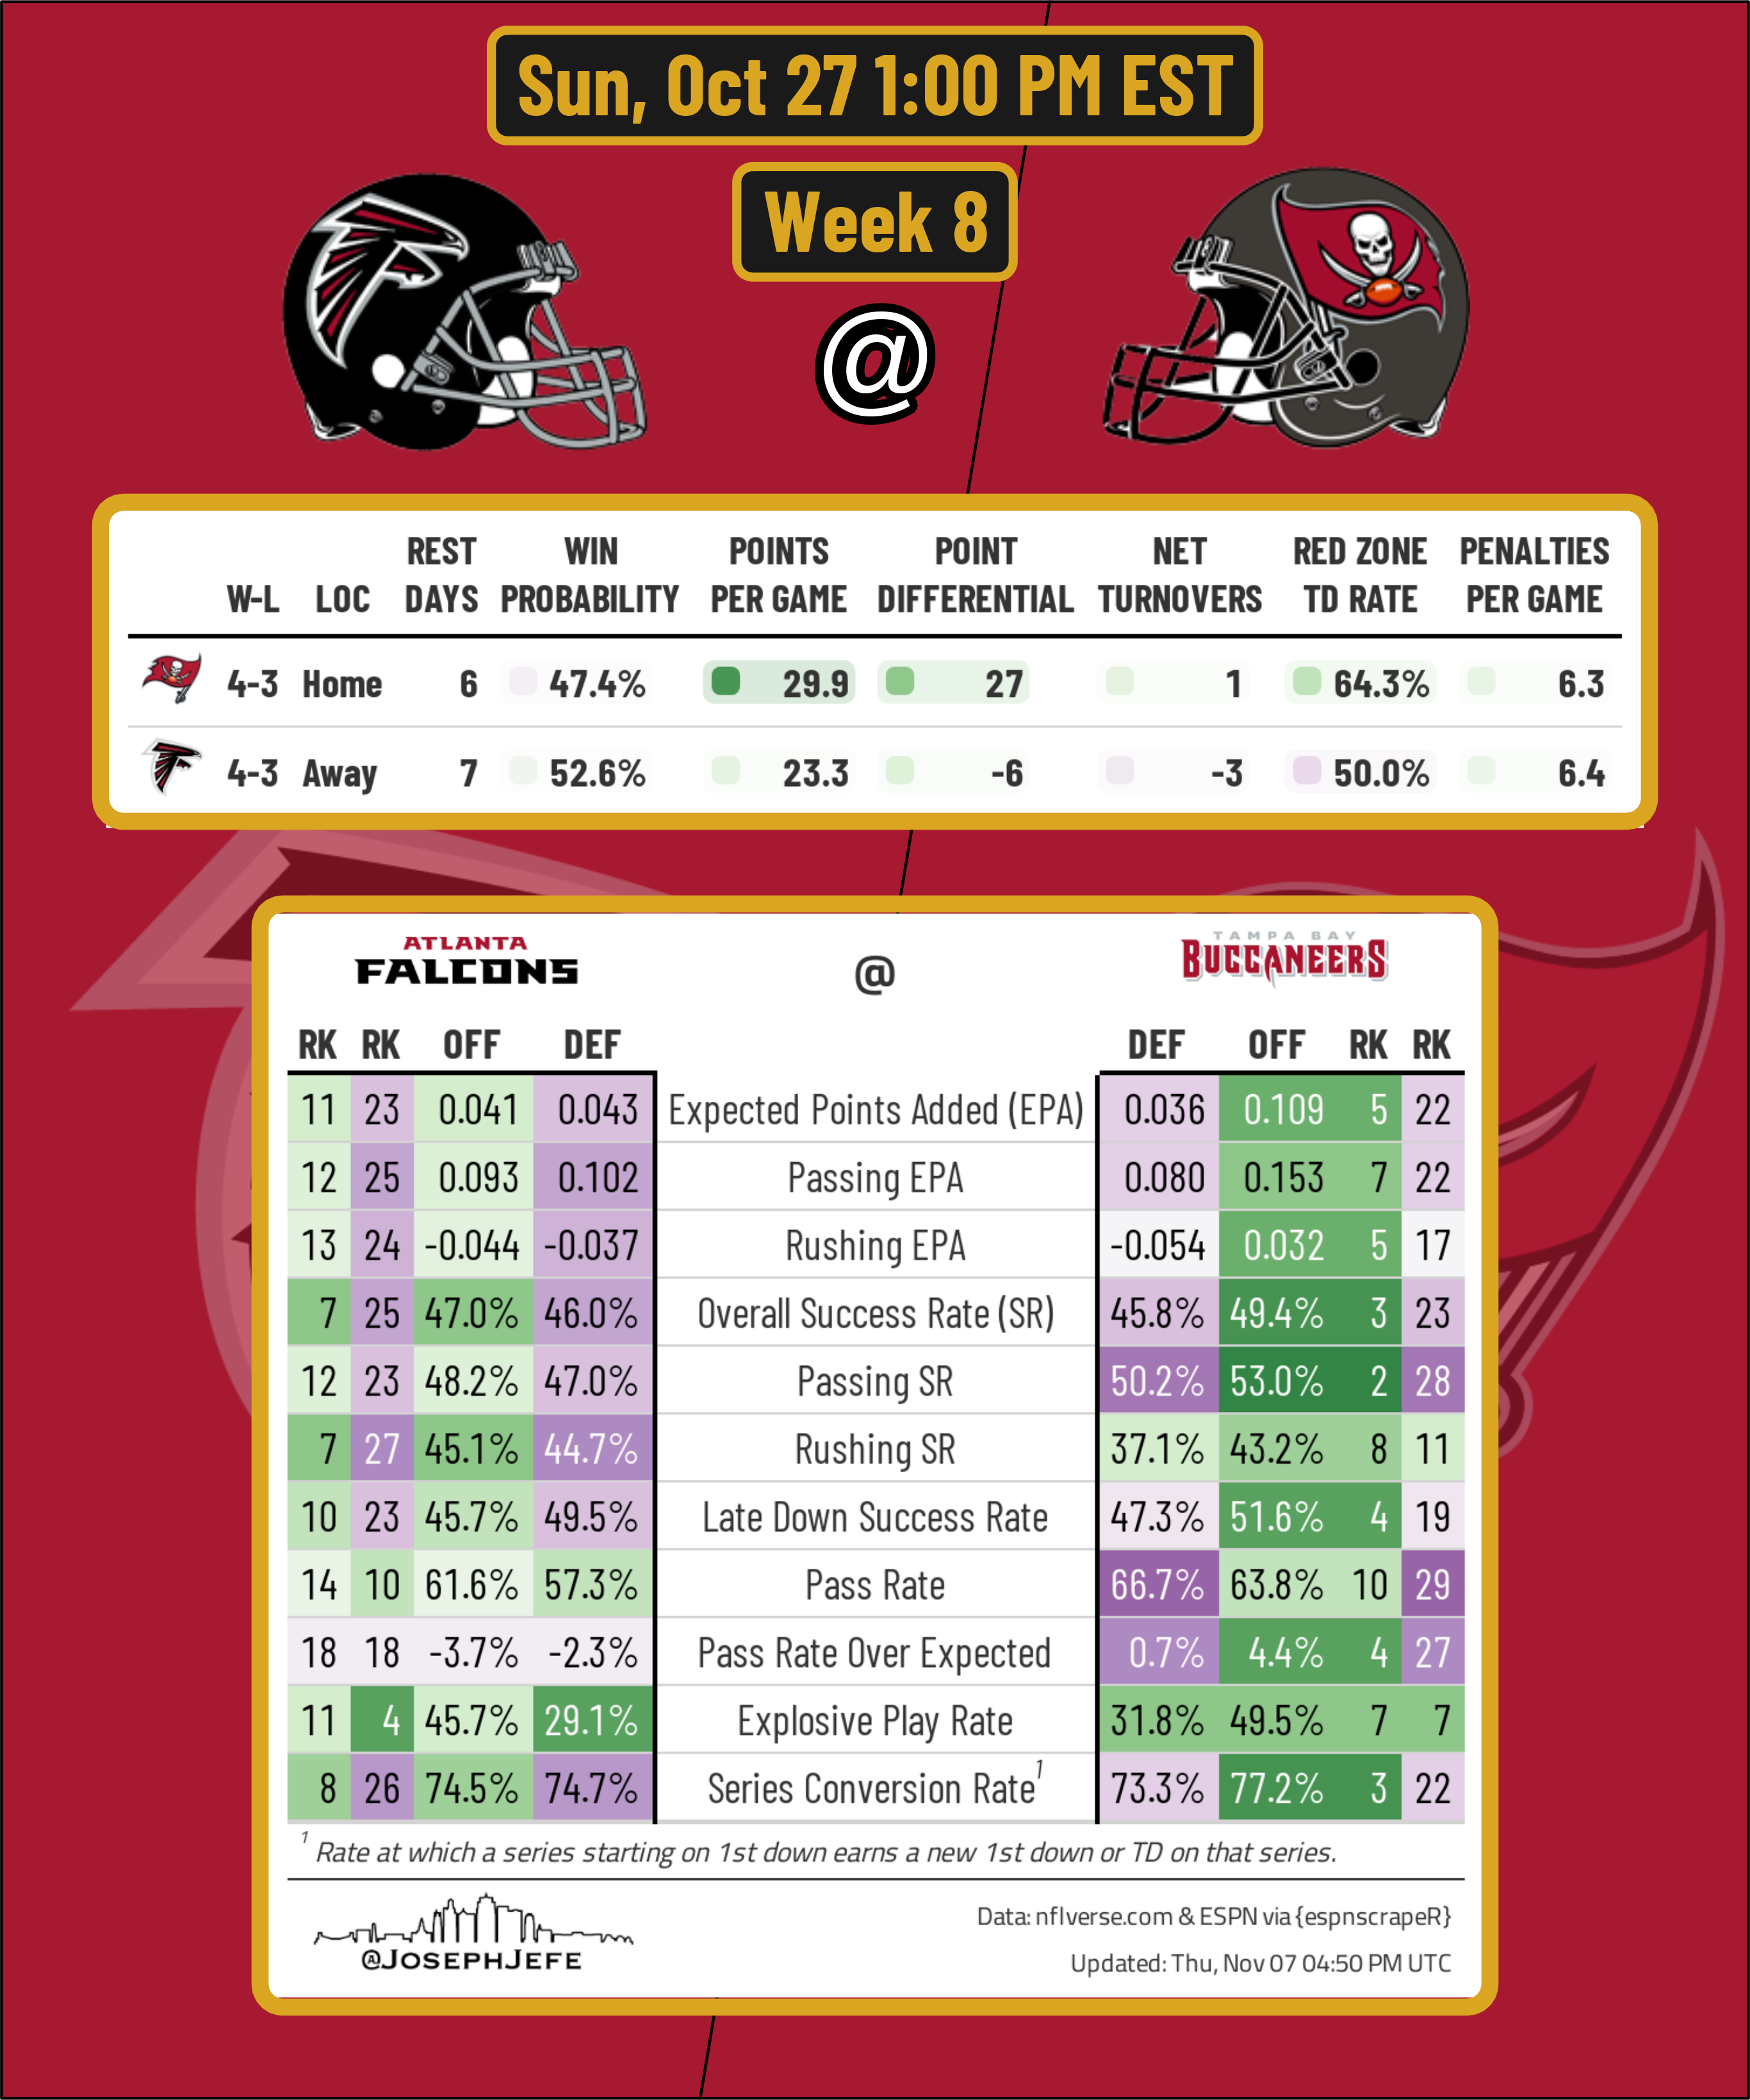 Sun, Oct 27 1:00 PM EST
Week 8
@
REST WIN POINTS POINT NET RED ZONE PENALTIES
W-L LOC DAYS PROBABILITY PER GAME DIFFERENTIAL TURNOVERS TD RATE PER GAME
4-3 Home 6 47.4% 29.9 27 1 64.3% 6.3
4-3 Away 7 52.6% 23.3 -6 -3 50.0% 6.4
ATLANTA
FALCONS
@
TAMPA BAY
BUCCANEERS
RK RK OFF DEF DEF OFF RK RK
11 23 0.041 0.043 Expected Points Added (EPA) 0.036 0.109 5 22
12 25 0.093 0.102 Passing EPA 0.080 0.153 7 22
13 24 -0.044 -0.037 Rushing EPA -0.054 0.032 5 17
7 25 47.0% 46.0% Overall Success Rate (SR) 45.8% 49.4% 3 23
12 23 48.2% 47.0% Passing SR 50.2% 53.0% 2 28
7 27 45.1% 44.7% Rushing SR 37.1% 43.2% 8 11
10 23 45.7% 49.5% Late Down Success Rate 47.3% 51.6% 4 19
14 10 61.6% 57.3% Pass Rate 66.7% 63.8% 10 29
18 18 -3.7% -2.3% Pass Rate Over Expected 0.7% 4.4% 4 27
11 4 45.7% 29.1% Explosive Play Rate 31.8% 49.5% 7 7
8 26 74.5% 74.7% Series Conversion Rate¹ 73.3% 77.2% 3 22
¹ Rate at which a series starting on 1st down earns a new 1st down or TD on that series.
@JOSEPHJEFE
Data: nflverse.com & ESPN via {espnscrapeR}
Updated: Thu, Nov 07 04:50 PM UTC